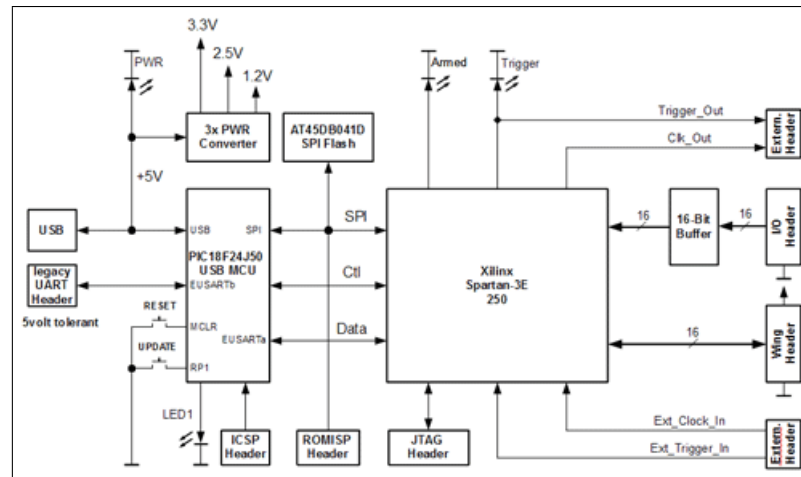 3.3V
PWR
2.5V
1.2V
Armed
Trigger
3x PWR
Converter
AT45DB041D
SPI Flash
Trigger_Out
Clk_Out
Extern.
Header
+5V
USB
USB
SPI
SPI
PIC18F24J50
USB MCU
16
16-Bit
Buffer
16
I/O
Header
legacy
UART
Header
EUSARTb
Ctl
Xilinx
Spartan-3E
250
5volt tolerant
RESET
MCLR
EUSARTa
Data
16
Wing
Header
UPDATE
RP1
LED1
ICSP
Header
ROMISP
Header
JTAG
Header
Ext_Clock_In
Ext_Trigger_In
Extern.
Header